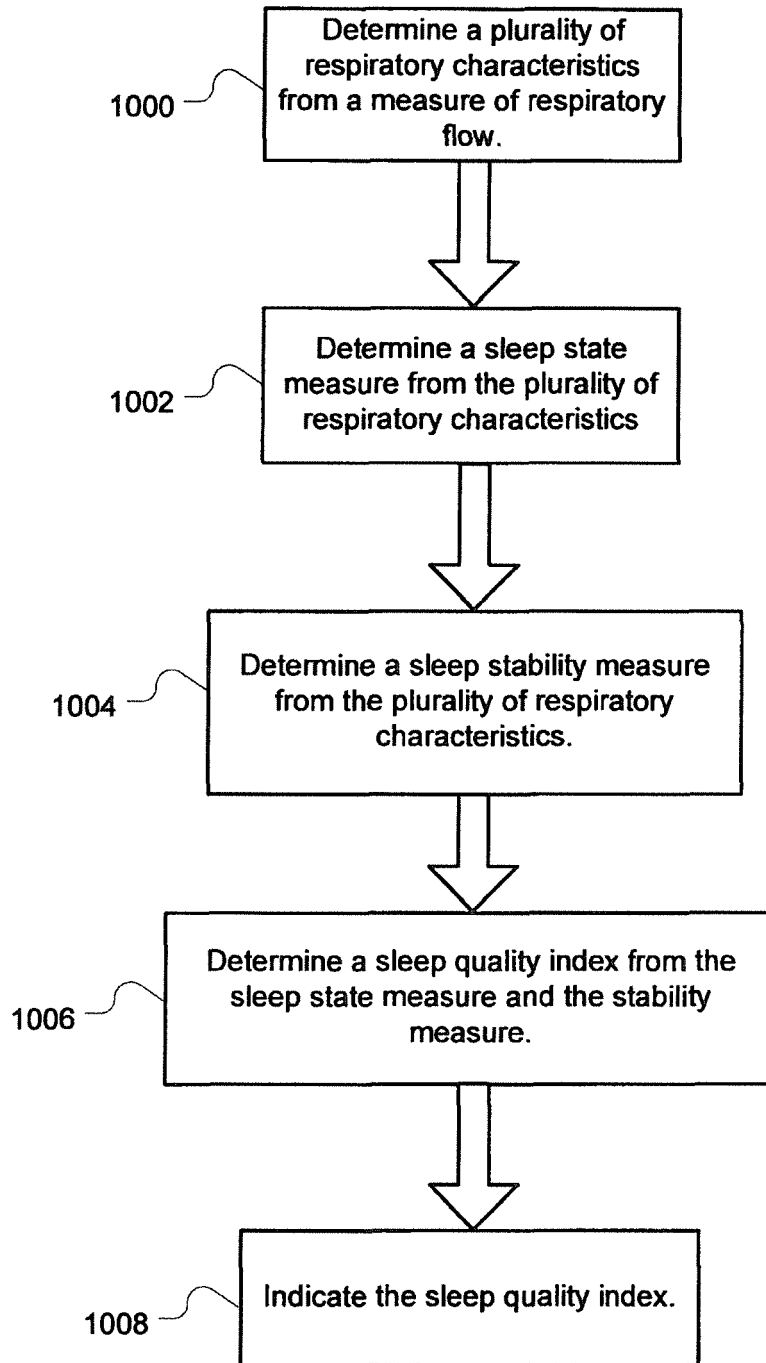 Determine a plurality of
respiratory characteristics
from a measure of respiratory
flow.
1000
Determine a sleep state
measure from the plurality of
respiratory characteristics
1002
Determine a sleep stability measure
from the plurality of respiratory
characteristics.
1004
Determine a sleep quality index from the
sleep state measure and the stability
measure.
1006
Indicate the sleep quality index.
1008